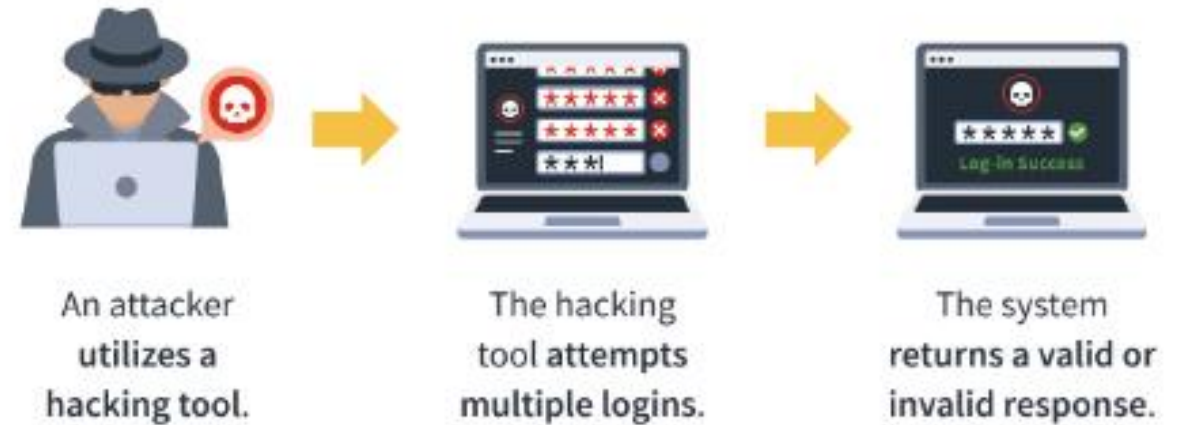 * * * * *
* * * * *
* * *
* * * * *
Log-in Success
An attacker
utilizes a
hacking tool.
The hacking
tool attempts
multiple logins.
The system
returns a valid or
invalid response.